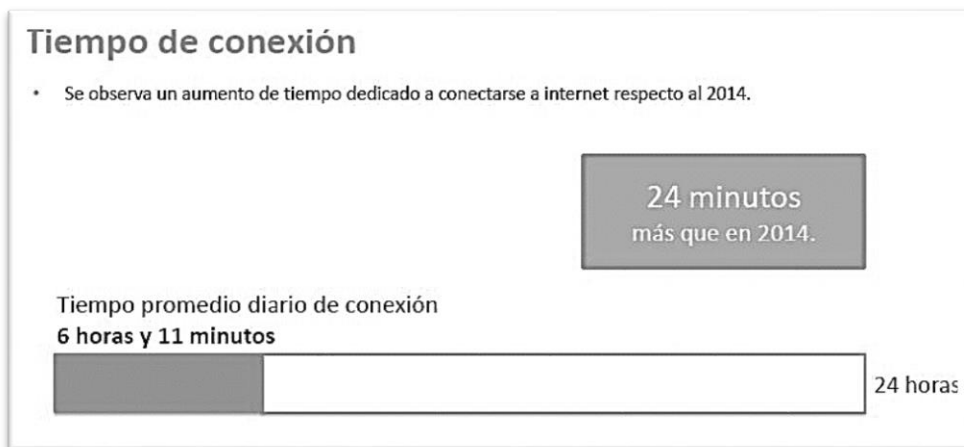 Tiempo de conexión
• Se observa un aumento de tiempo dedicado a conectarse a internet respecto al 2014.
24 minutos
más que en 2014.
Tiempo promedio diario de conexión
6 horas y 11 minutos
24 horas